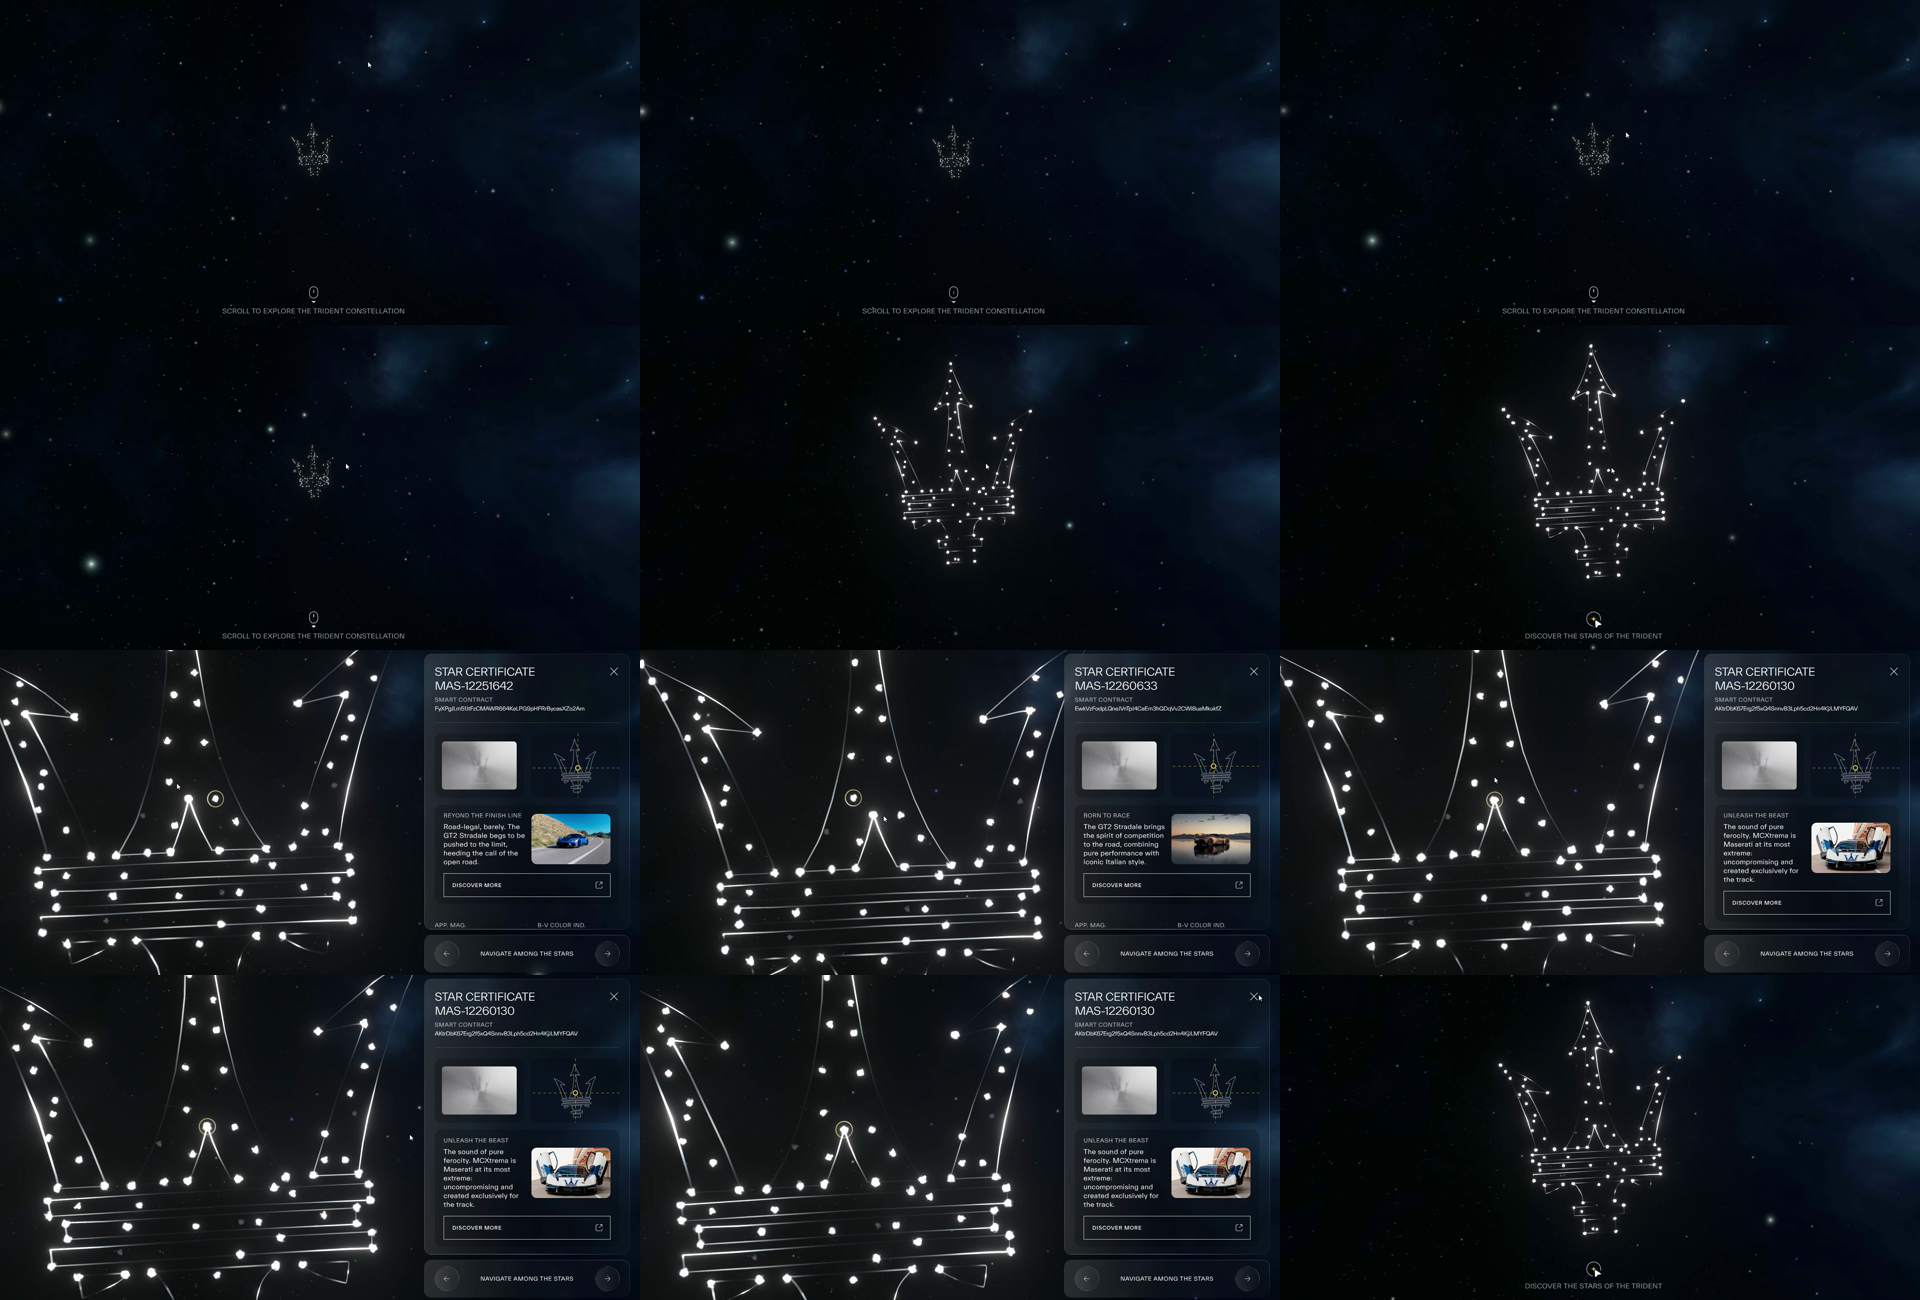 SCROLL TO EXPLORE THE TRIDENT CONSTELLATION
SCROLL TO EXPLORE THE TRIDENT CONSTELLATION
SCROLL TO EXPLORE THE TRIDENT CONSTELLATION
SCROLL TO EXPLORE THE TRIDENT CONSTELLATION
DISCOVER THE STARS OF THE TRIDENT
STAR CERTIFICATE
MAS-12251642
SMART CONTRACT
BEYOND THE FINISH LINE
Road-legal, barely. The
GT2 Stradale begs to be
pushed to the limit,
heeding the call of the
open road.
DISCOVER MORE
APP. MAG.
B-V COLOR IND.
NAVIGATE AMONG THE STARS
STAR CERTIFICATE
MAS-12260633
SMART CONTRACT
BORN TO RACE
The GT2 Stradale brings
the spirit of competition
to the road, combining
pure performance with
iconic Italian style.
DISCOVER MORE
APP. MAG.
B-V COLOR IND.
NAVIGATE AMONG THE STARS
STAR CERTIFICATE
MAS-12260130
SMART CONTRACT
UNLEASH THE BEAST
The sound of pure
ferocity. MCXtrema is
Maserati at its most
extreme:
uncompromising and
created exclusively for
the track.
DISCOVER MORE
NAVIGATE AMONG THE STARS
STAR CERTIFICATE
MAS-12260130
SMART CONTRACT
UNLEASH THE BEAST
The sound of pure
ferocity. MCXtrema is
Maserati at its most
extreme:
uncompromising and
created exclusively for
the track.
DISCOVER MORE
NAVIGATE AMONG THE STARS
STAR CERTIFICATE
MAS-12260130
SMART CONTRACT
UNLEASH THE BEAST
The sound of pure
ferocity. MCXtrema is
Maserati at its most
extreme:
uncompromising and
created exclusively for
the track.
DISCOVER MORE
NAVIGATE AMONG THE STARS
DISCOVER THE STARS OF THE TRIDENT